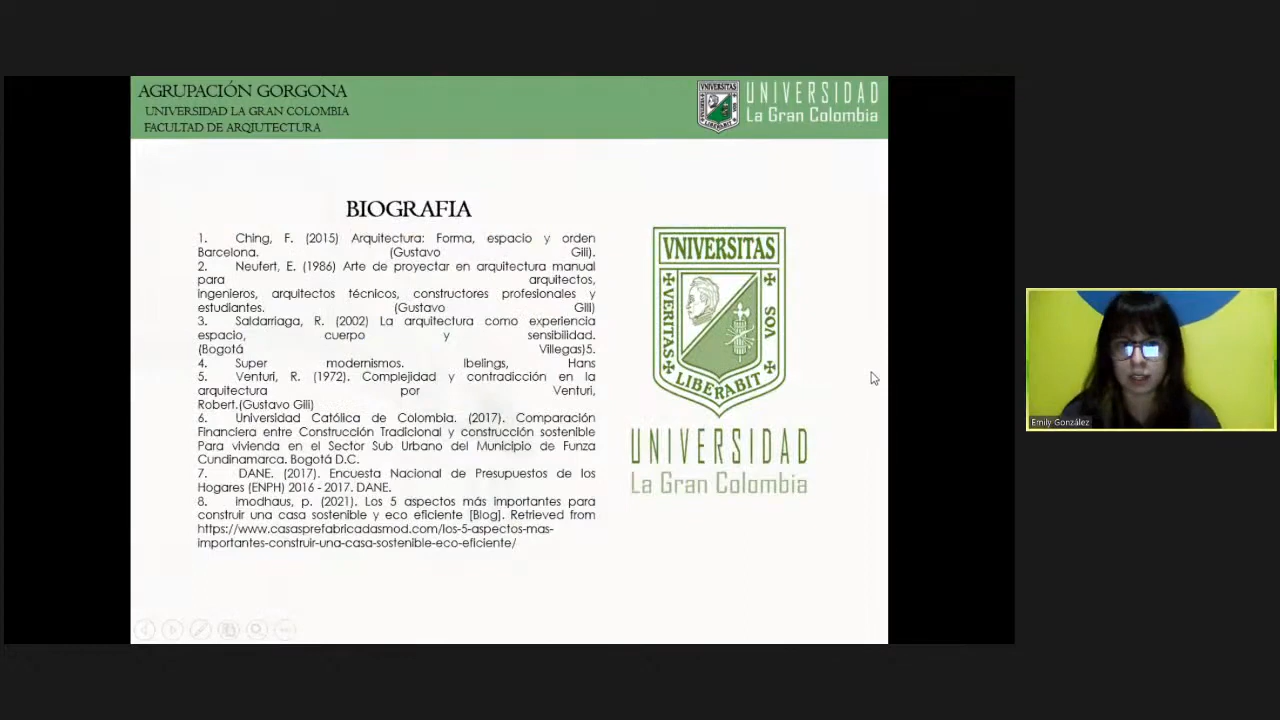 AGRUPACIÓN GORGONA
UNIVERSIDAD LA GRAN COLOMBIA
FACULTAD DE ARQIUTECTURA
VNIVERSITAS
VERITAS
VOS
LIBERABIT
UNIVERSIDAD
La Gran Colombia
BIOGRAFIA
1. Ching, F. (2015) Arquitectura: Forma, espacio y orden
Barcelona. (Gustavo Gili).
2. Neufert, E. (1986) Arte de proyectar en arquitectura manual
para arquitectos,
ingenieros, arquitectos técnicos, constructores profesionales y
estudiantes. (Gustavo Gili)
3. Saldarriaga, R. (2002) La arquitectura como experiencia
espacio, cuerpo y sensibilidad.
(Bogotá Villegas)5.
4. Super modernismos. Ibelings, Hans
5. Venturi, R. (1972). Complejidad y contradicción en la
arquitectura por Venturi,
Robert.(Gustavo Gili)
6. Universidad Católica de Colombia. (2017). Comparación
Financiera entre Construcción Tradicional y construcción sostenible
Para vivienda en el Sector Sub Urbano del Municipio de Funza
Cundinamarca. Bogotá D.C.
7. DANE. (2017). Encuesta Nacional de Presupuestos de los
Hogares (ENPH) 2016 - 2017. DANE.
8. imodhaus, p. (2021). Los 5 aspectos más importantes para
construir una casa sostenible y eco eficiente [Blog]. Retrieved from
https://www.casasprefabricadasmod.com/los-5-aspectos-mas-
importantes-construir-una-casa-sostenible-eco-eficiente/
VNIVERSITAS
VERITAS
VOS
LIBERABIT
UNIVERSIDAD
La Gran Colombia
Emily González